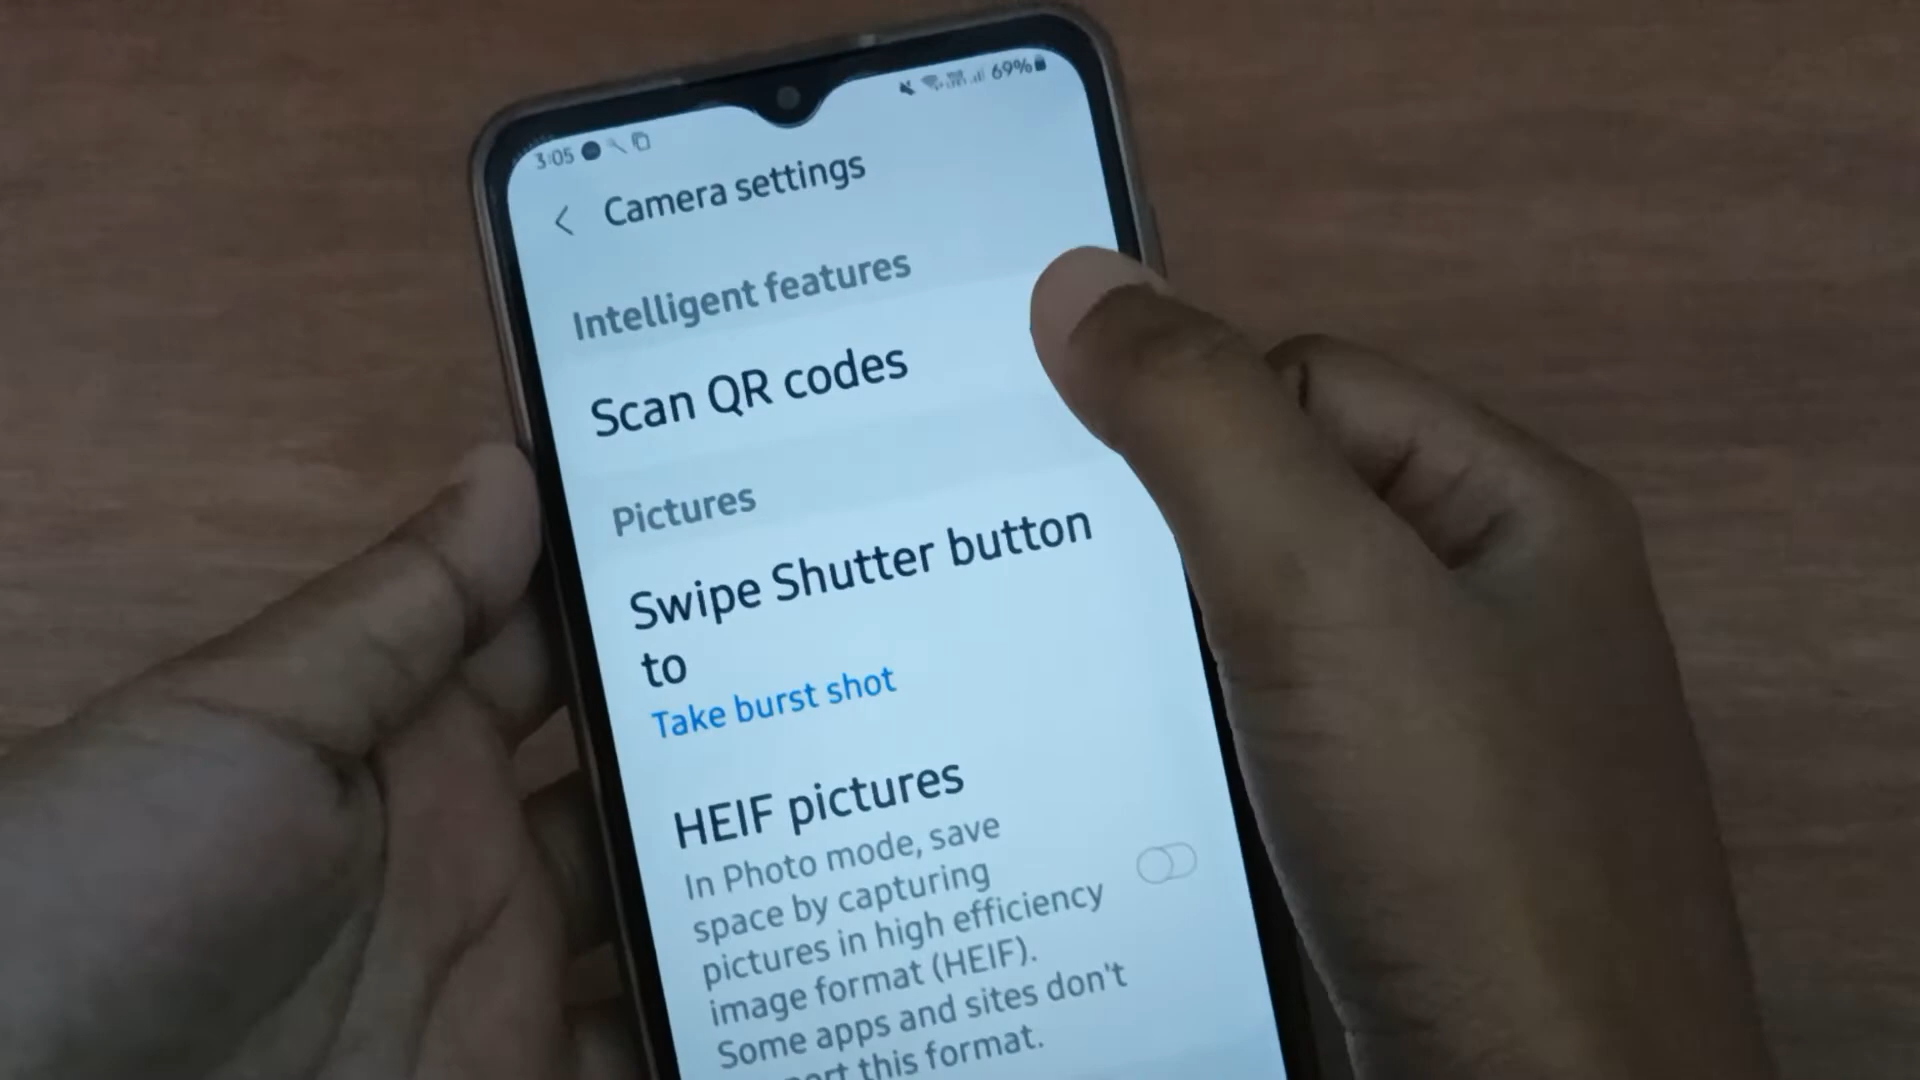 3:05
69%
Camera settings
Intelligent features
Scan QR codes
Pictures
Swipe Shutter button
to
Take burst shot
HEIF pictures
In Photo mode, save
space by capturing
pictures in high efficiency
image format (HEIF).
Some apps and sites don't
this format.